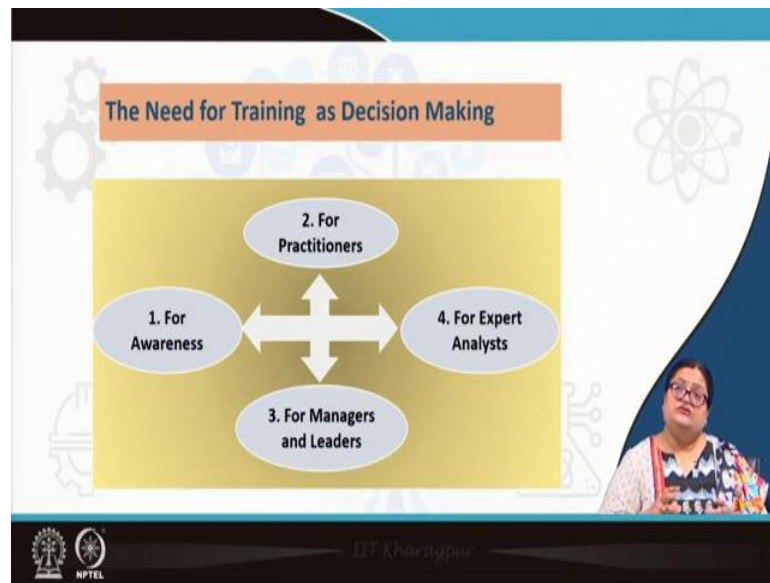 The Need for Training as Decision Making
2. For
Practitioners
1. For
Awareness
4. For Expert
Analysts
3. For Managers
and Leaders
NPTEL
IIT Kharagpur